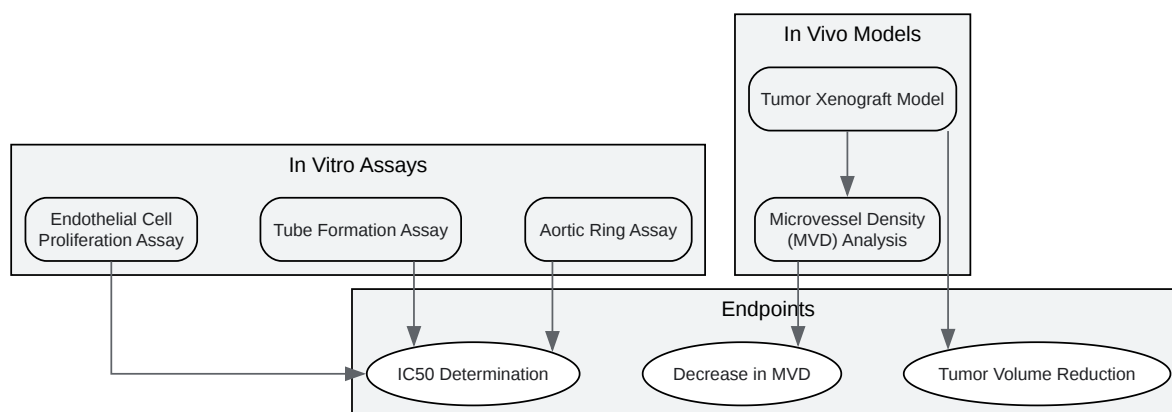 In Vivo Models
Tumor Xenograft Model
In Vitro Assays
Endothelial Cell
Proliferation Assay
Tube Formation Assay
Aortic Ring Assay
Microvessel Density
(MVD) Analysis
Endpoints
IC50 Determination
Decrease in MVD
Tumor Volume Reduction